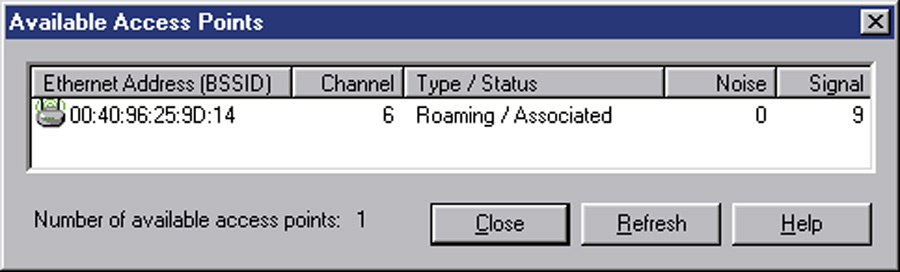 Available Access Points
Ethernet Address (BSSID) Channel Type / Status Noise Signal
00:40:96:25:9D:14 6 Roaming / Associated 0 9
Number of available access points: 1 Close Refresh Help